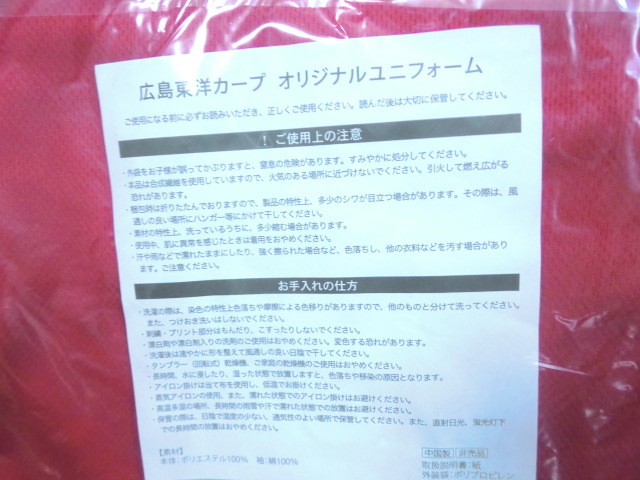 広島東洋カープ オリジナルユニフォーム
ご使用になる前に必ずお読みいただき、正しくご使用ください。読んだ後は大切に保管してください。
! ご使用上の注意
・外袋をお子様が誤ってかぶりますと、窒息の危険があります。すみやかに処分してください。
・本品は合成繊維を使用していますので、火気のある場所に近づけないでください。引火して燃え広がる
恐れがあります。
・梱包時は折りたたんでおりますので、製品の特性上、多少のシワが目立つ場合があります。その際は、風
通しの良い場所にハンガー等にかけて干してください。
・素材の特性上、洗っているうちに、多少縮む場合があります。
・使用中、肌に異常を感じたときは着用をおやめください。
・汗や雨などで濡れたままにしたり、強く擦られた場合など、色落ちし、他の衣料などを汚す場合があり
ます。ご注意ください。
お手入れの仕方
・洗濯の際は、染色の特性上色落ちや摩擦による色移りがありますので、他のものと分けて洗ってください。
また、つけおき洗いはしないでください。
・刺繍・プリント部分はもんだり、こすったりしないでください。
・漂白剤や漂白剤入りの洗剤のご使用はおやめください。変色する恐れがあります。
・洗濯後は速やかに形を整えて風通しの良い日陰で干してください。
・タンブラー（回転式）乾燥機、ご家庭の乾燥機のご使用はおやめください。
・長時間、水に浸したり、湿った状態で放置しますと、色落ちや移染の原因となります。
・アイロン掛けは当て布を使用し、低温でお掛けください。
・蒸気アイロンの使用、また、濡れた状態でのアイロン掛けはお避けください。
・高温多湿の場所、長時間の雨雪や汗で濡れた状態での放置はお避けください。
・保管の際は、日陰で湿度の少ない、通気性のよい場所で保管してください。また、直射日光、蛍光灯下
での長時間の放置はおやめください。
【素材】
本体：ポリエステル100% 袖：綿100%
中国製 非売品
取扱説明書：紙
外装袋：ポリプロピレン